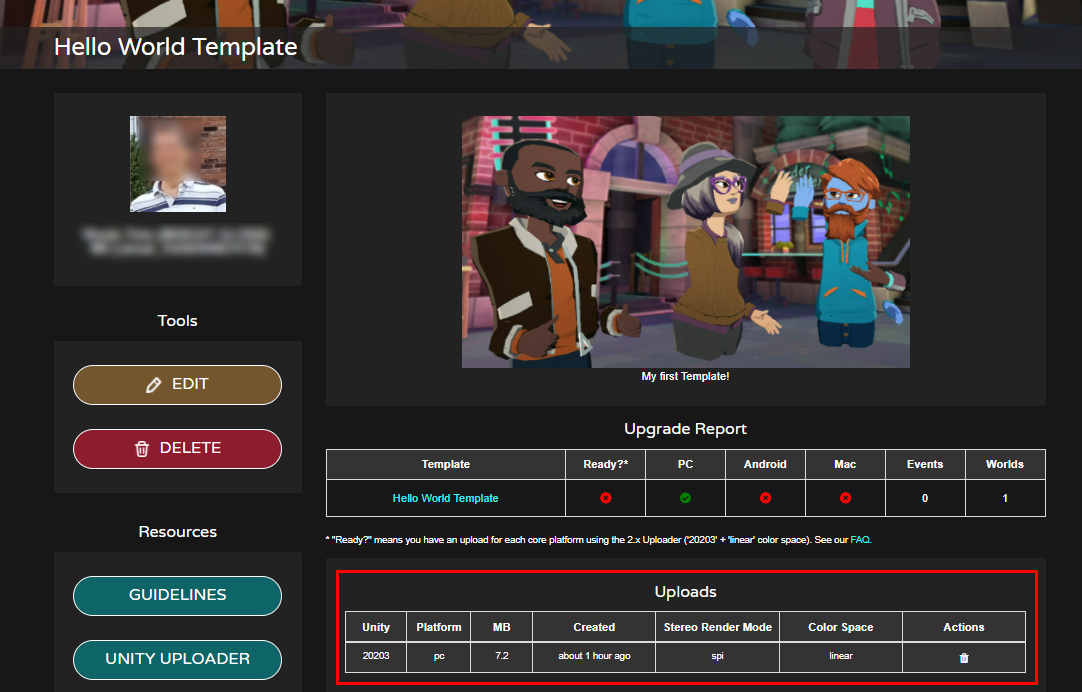 Hello World Template
Tools
EDIT
DELETE
Resources
GUIDELINES
UNITY UPLOADER
My first Template!
Upgrade Report
Template Ready?* PC Android Mac Events Worlds
Hello World Template 0 1
* "Ready?" means you have an upload for each core platform using the 2.x Uploader ('20203' + 'linear' color space). See our FAQ.
Uploads
Unity Platform MB Created Stereo Render Mode Color Space Actions
20203 pc 7.2 about 1 hour ago spi linear